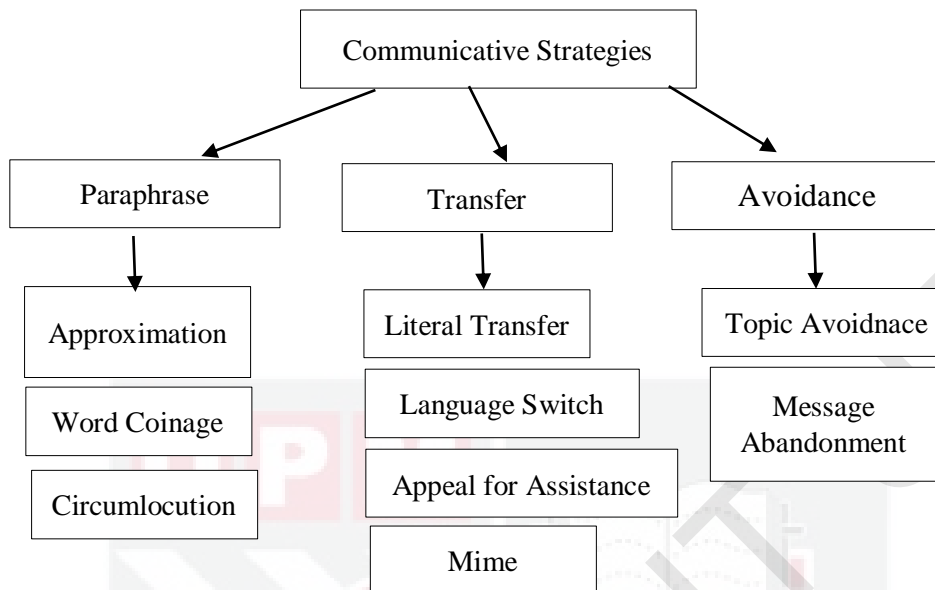 Communicative Strategies
Paraphrase
Transfer
Avoidance
Approximation
Literal Transfer
Topic Avoidnace
Word Coinage
Language Switch
Message
Abandonment
Circumlocution
Appeal for Assistance
Mime